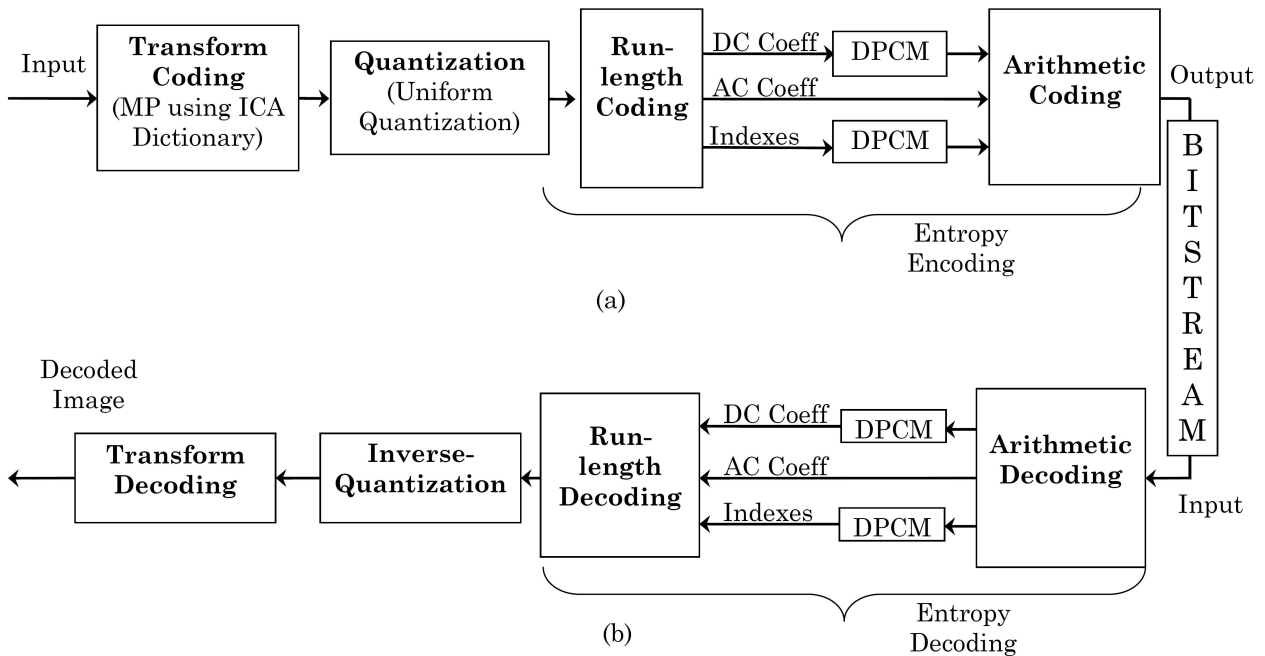 Input
Transform
Coding
(MP using ICA
Dictionary)
Quantization
(Uniform
Quantization)
Run-
length
Coding
DC Coeff
DPCM
AC Coeff
Indexes
DPCM
Arithmetic
Coding
Output
BITSTREAM
Entropy
Encoding
(a)
Decoded
Image
Transform
Decoding
Inverse-
Quantization
Run-
length
Decoding
DC Coeff
DPCM
AC Coeff
Indexes
DPCM
Arithmetic
Decoding
Input
Entropy
Decoding
(b)